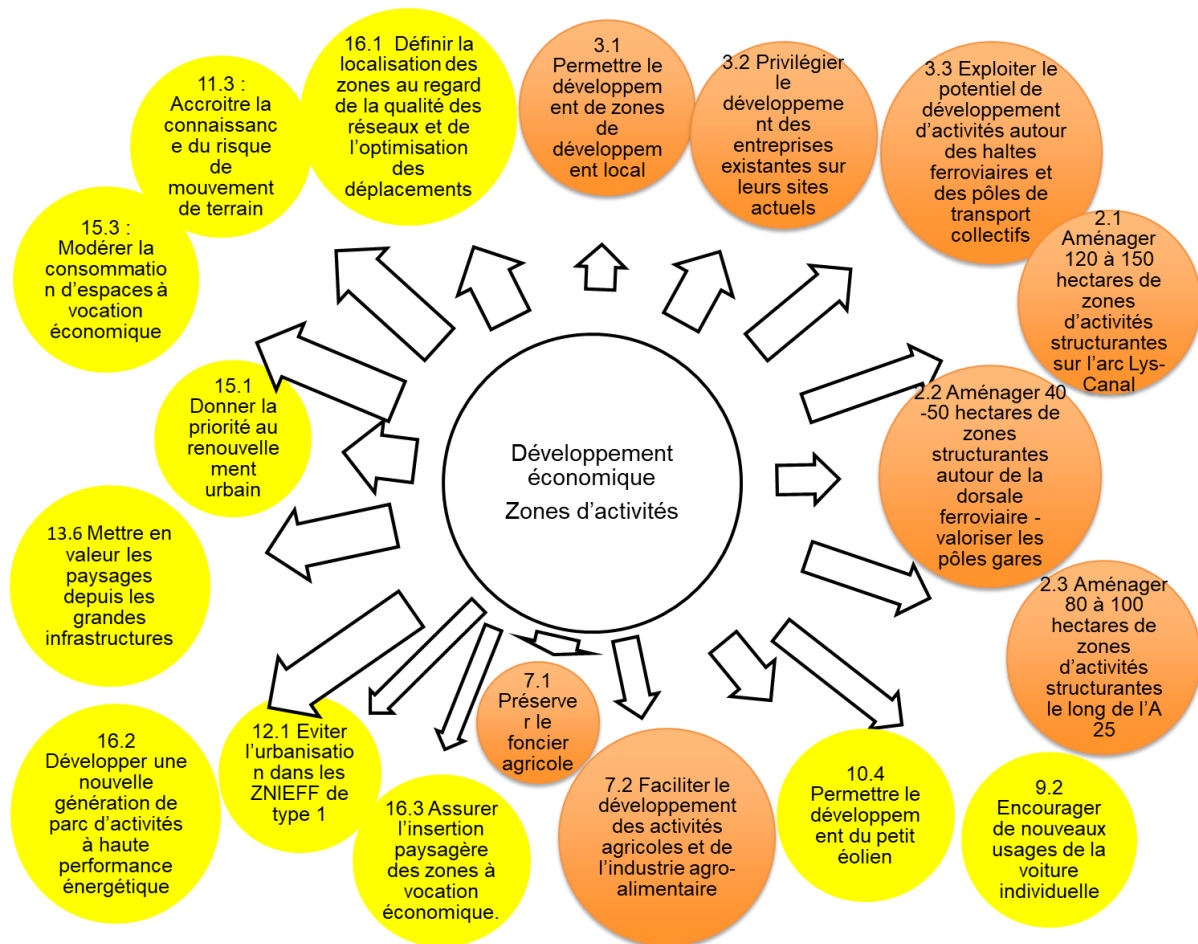 16.1 Définir la
localisation des
zones au regard
de la qualité des
réseaux et de
l'optimisation
des
déplacements
3.1
Permettre le
développem
ent de zones
de
développem
ent local
3.2 Privilégier
le
développeme
nt des
entreprises
existantes sur
leurs sites
actuels
3.3 Exploiter le
potentiel de
développement
d'activités autour
des haltes
ferroviaires et
des pôles de
transport
collectifs
2.1
Aménager
120 à 150
hectares de
zones
d'activités
structurantes
sur l'arc Lys-
Canal
2.2 Aménager 40
-50 hectares de
zones
structurantes
autour de la
dorsale
ferroviaire -
valoriser les
pôles gares
2.3 Aménager
80 à 100
hectares de
zones
d'activités
structurantes
le long de l'A
25
9.2
Encourager
de nouveaux
usages de la
voiture
individuelle
10.4
Permettre le
développem
ent du petit
éolien
7.2 Faciliter le
développement
des activités
agricoles et de
l'industrie agro-
alimentaire
7.1
Préserve
r le
foncier
agricole
16.3 Assurer
l'insertion
paysagère
des zones à
vocation
économique.
12.1 Eviter
l'urbanisatio
n dans les
ZNIEFF de
type 1
16.2
Développer une
nouvelle
génération de
parc d'activités
à haute
performance
énergétique
13.6 Mettre en
valeur les
paysages
depuis les
grandes
infrastructures
15.1
Donner la
priorité au
renouvelle
ment
urbain
15.3 :
Modérer la
consommatio
n d'espaces à
vocation
économique
11.3 :
Accroitre la
connaissanc
e du risque
de
mouvement
de terrain
Développement
économique
Zones d'activités